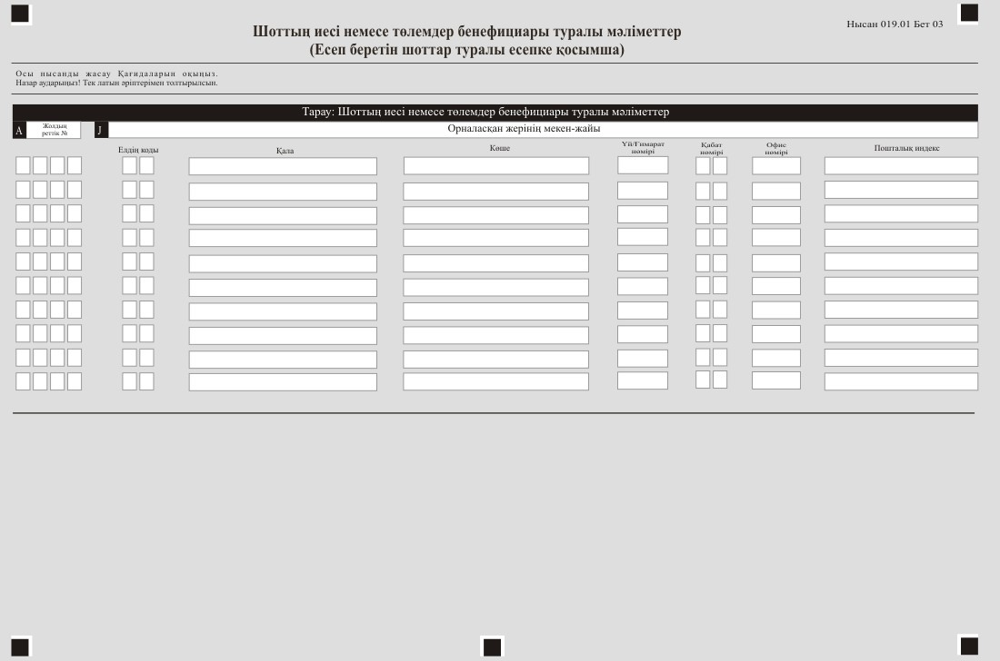 Нысан 019.01 Бет 03
Шоттың иесі немесе төлемдер бенефициары туралы мәліметтер
(Есеп беретін шоттар туралы есепке қосымша)
Осы нысанды жасау Қағидаларын оқыңыз.
Назар аударыңыз! Тек латын әріптерімен толтырылсын.
Тарау: Шоттың иесі немесе төлемдер бенефициары туралы мәліметтер
A
Жолдың
реттік №
J
Орналасқан жерінің мекен-жайы
Елдің коды
Қала
Көше
Үй/Ғимарат
нөмірі
Қабат
нөмірі
Офис
нөмірі
Пошталық индекс